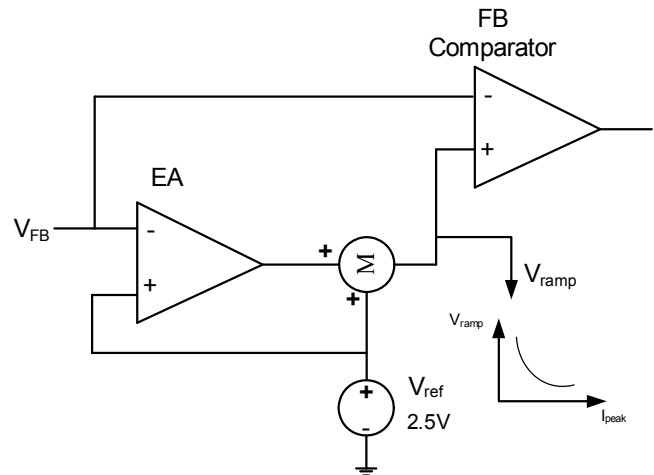 FB
Comparator
-
+
EA
V_FB
-
+
+
M
+
V_ramp
V_ramp
I_peak
+
-
V_ref
2.5V